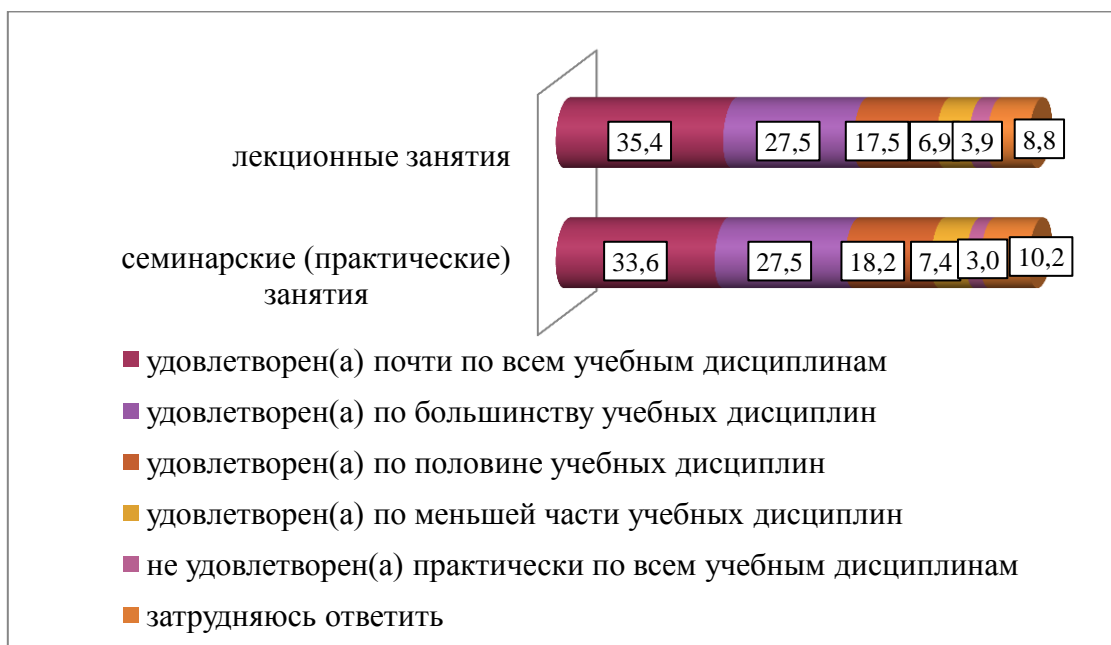 35,4 27,5 17,5 6,9 3,9 8,8
лекционные занятия
семинарские (практические)
занятия
33,6 27,5 18,2 7,4 3,0 10,2
удовлетворен(а) почти по всем учебным дисциплинам
удовлетворен(а) по большинству учебных дисциплин
удовлетворен(а) по половине учебных дисциплин
удовлетворен(а) по меньшей части учебных дисциплин
не удовлетворен(а) практически по всем учебным дисциплинам
затрудняюсь ответить